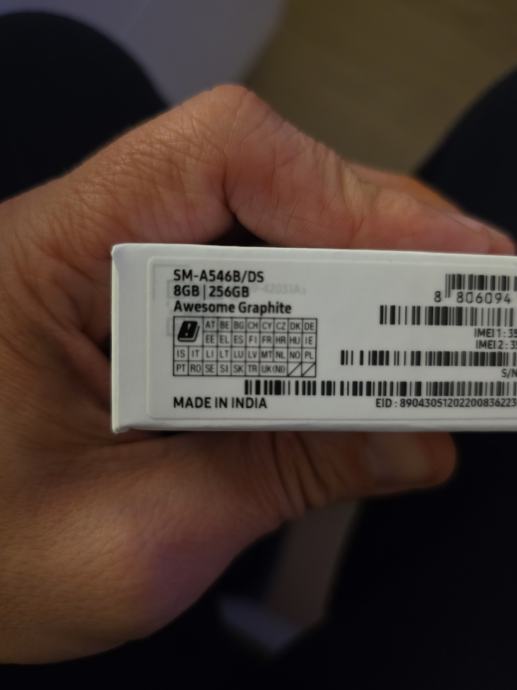 SM-A546B/DS
8GB | 256GB
Awesome Graphite
8 806094
AT BE BG CH CY CZ DK DE
EE EL ES FI FR HR HU IE
IS IT LI LT LU LV MT NL NO PL
PT RO SE SI SK TR UK(NI)
IMEI 1: 35
IMEI 2: 35
S/N
MADE IN INDIA
EID : 89043051202200836223